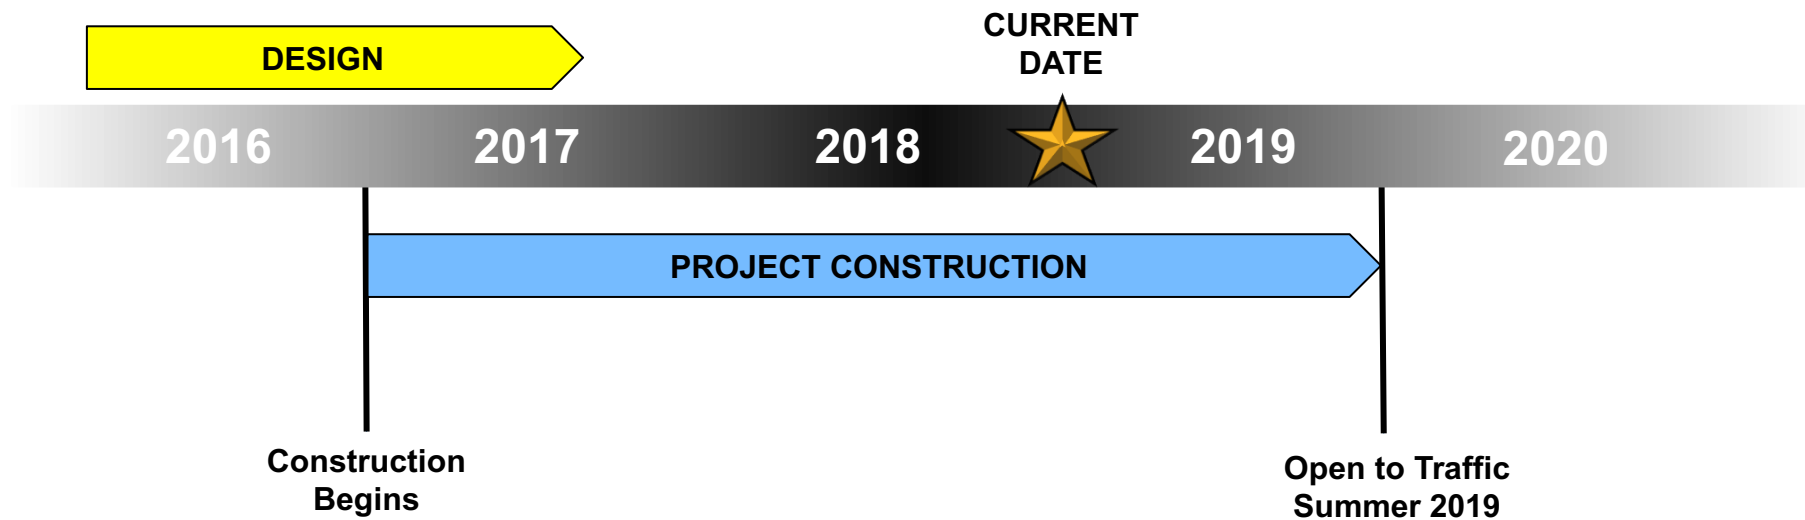 CURRENT
DATE
DESIGN
2016
2017
2018
2019
2020
PROJECT CONSTRUCTION
Construction
Begins
Open to Traffic
Summer 2019